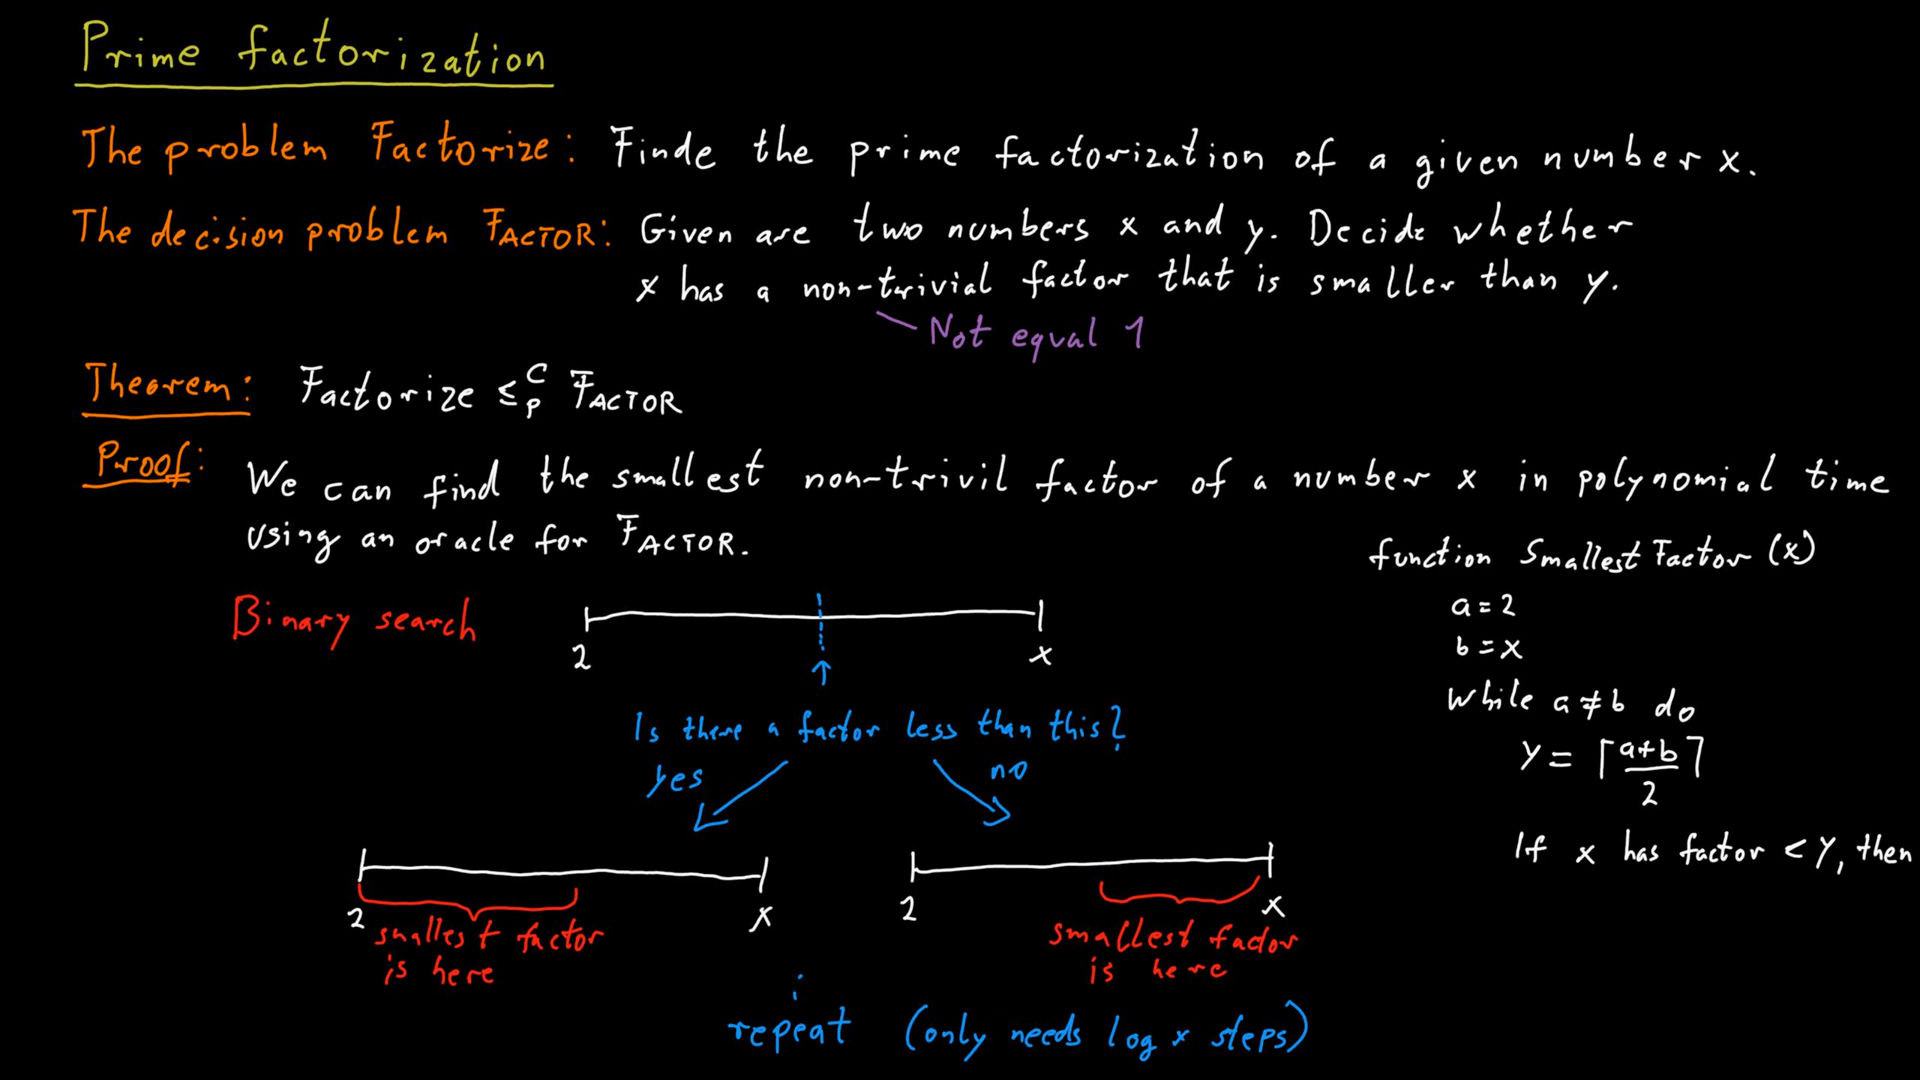 Prime factorization
The problem Factorize: Finde the prime factorization of a given number x.
The decision problem FACTOR: Given are two numbers x and y. Decide whether
x has a non-trivial factor that is smaller than y.
Not equal 1
Theorem: Factorize ≤ᶜₚ FACTOR
Proof: We can find the smallest non-trivil factor of a number x in polynomial time
using an oracle for FACTOR.
Binary search
2 x
Is there a factor less than this?
yes no
2 x
smallest factor
is here
2 x
smallest factor
is here
repeat (only needs log x steps)
function SmallestFactor (x)
a = 2
b = x
while a ≠ b do
y = ⌈(a+b)/2⌉
If x has factor < y, then